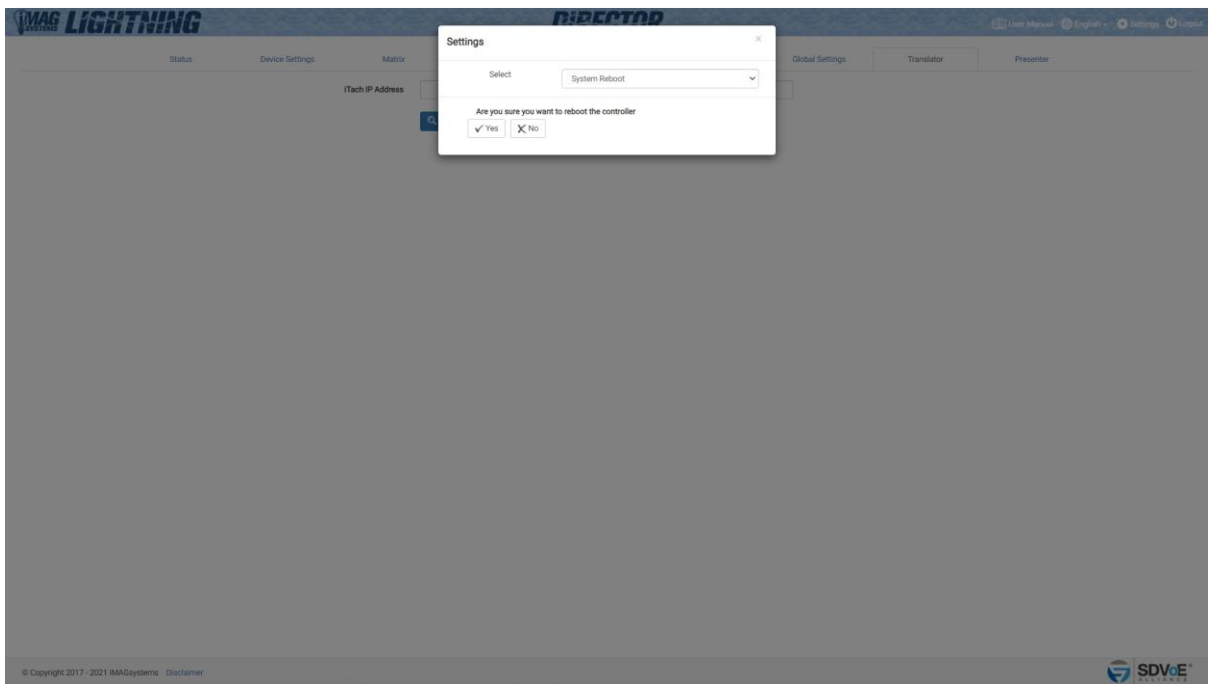 iMAG SYSTEMS LIGHTNING
DIRECTOR
User Manual English Settings Logout
Settings ×
Status Device Settings Matrix Global Settings Translator Presenter
Select System Reboot
iTach IP Address
Are you sure you want to reboot the controller
Yes No
© Copyright 2017 - 2021 IMAGsystems Disclaimer
SDVoE
ALLIANCE